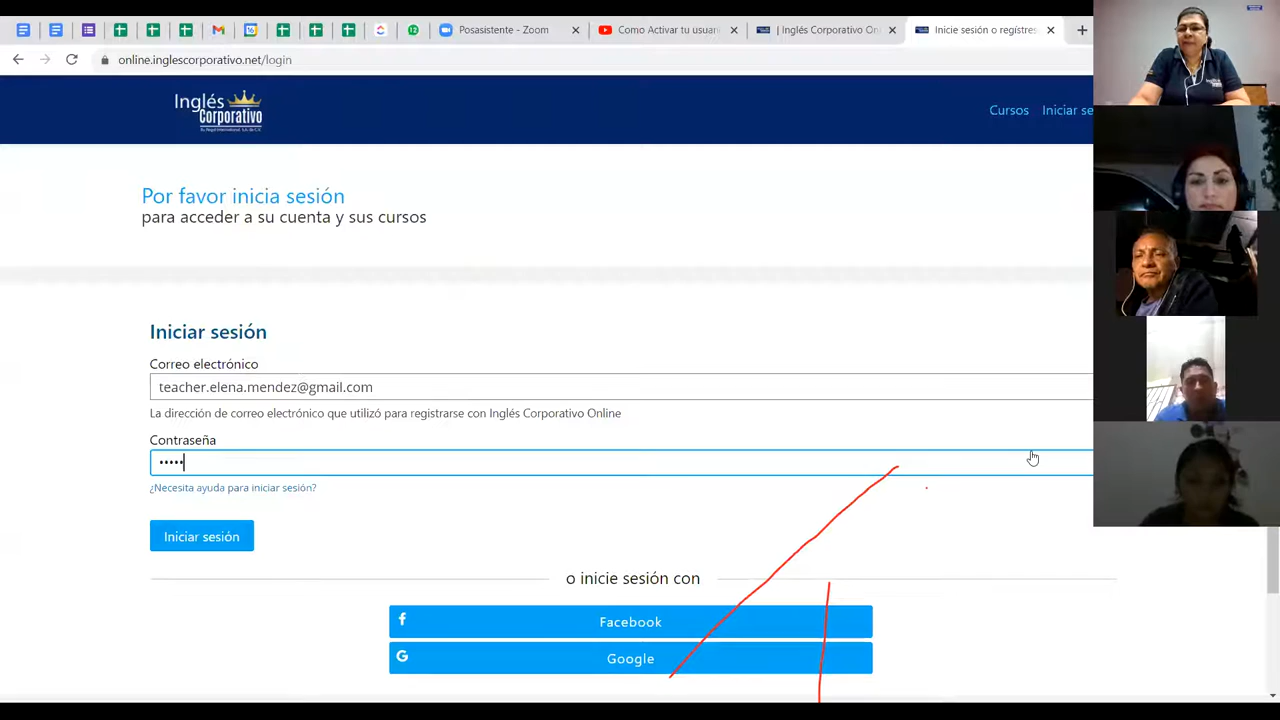 Posasistente - Zoom
Como Activar tu usuari
| Inglés Corporativo Onl
Inicie sesión o regístres
online.inglescorporativo.net/login
Inglés
Corporativo
Cursos
Iniciar se
Por favor inicia sesión
para acceder a su cuenta y sus cursos
Iniciar sesión
Correo electrónico
teacher.elena.mendez@gmail.com
La dirección de correo electrónico que utilizó para registrarse con Inglés Corporativo Online
Contraseña
•••••
¿Necesita ayuda para iniciar sesión?
Iniciar sesión
o inicie sesión con
Facebook
Google